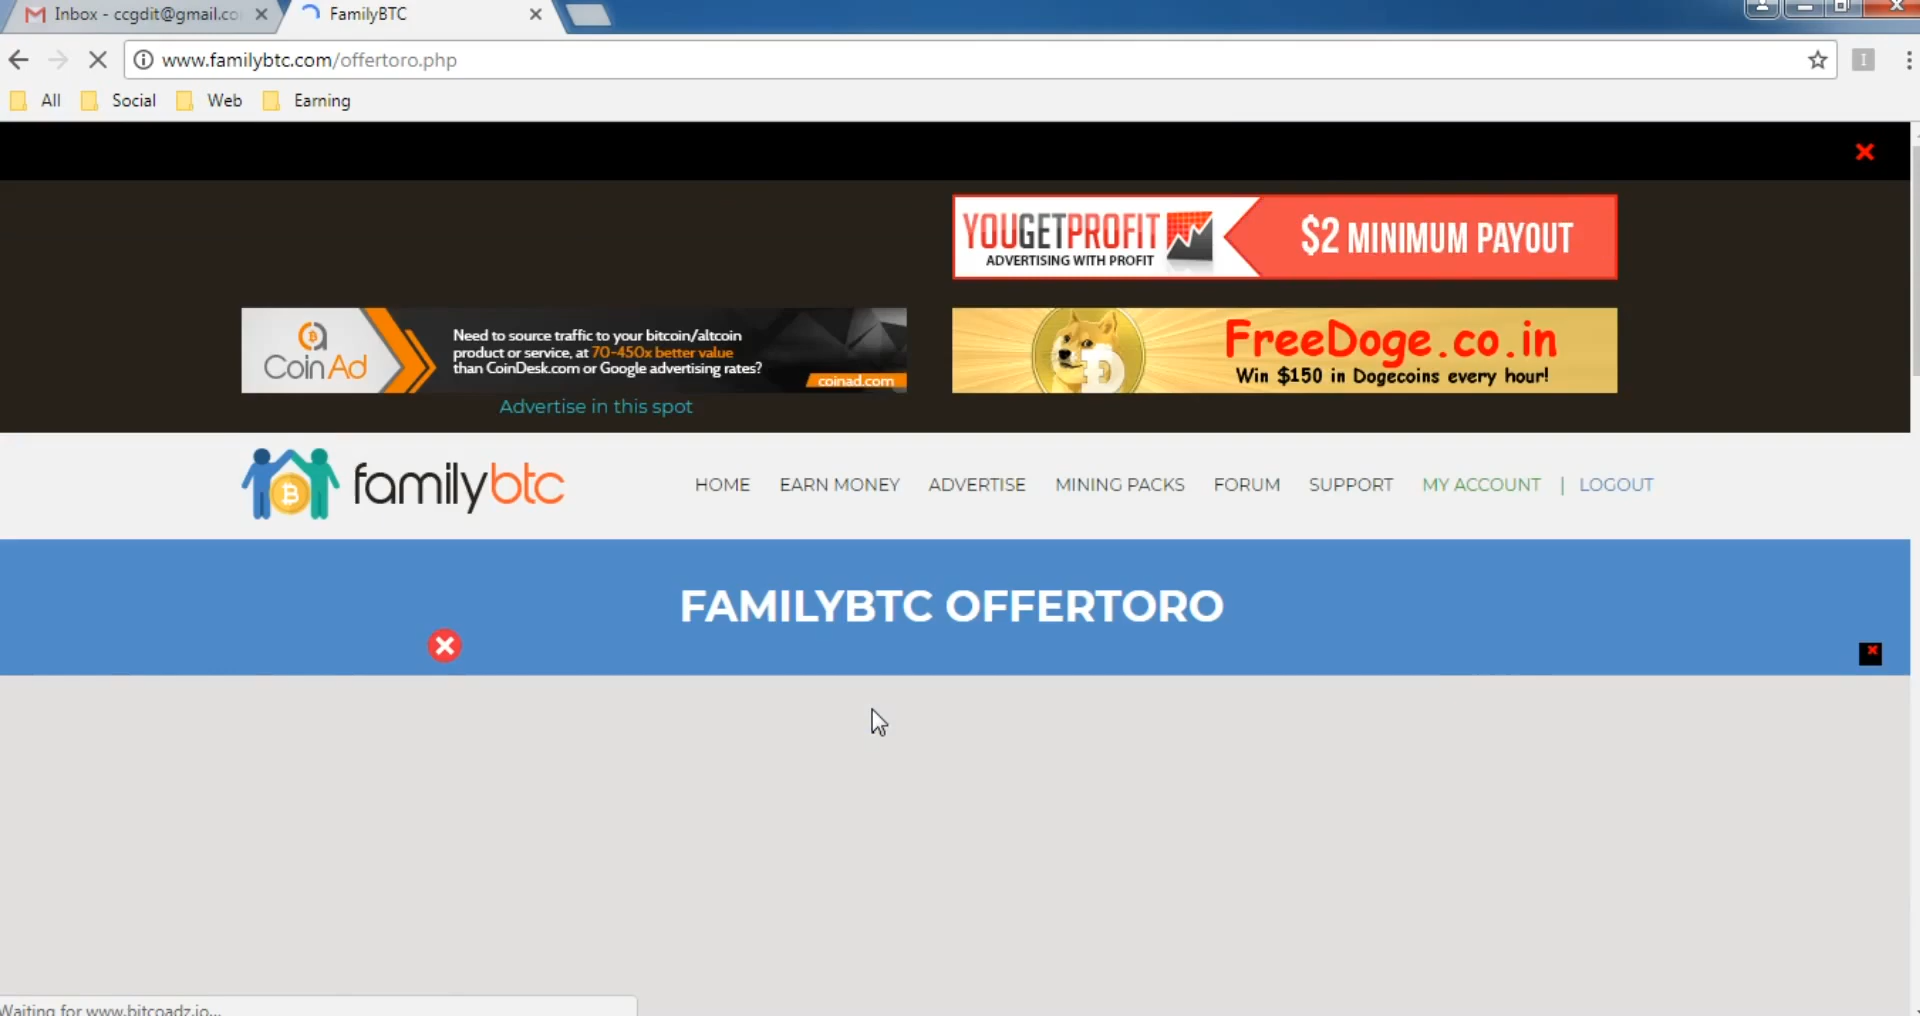 Inbox - ccgdit@gmail.co
FamilyBTC
www.familybtc.com/offertoro.php
All
Social
Web
Earning
YOUGETPROFIT
ADVERTISING WITH PROFIT
$2 MINIMUM PAYOUT
CoinAd
Need to source traffic to your bitcoin/altcoin
product or service, at 70-450x better value
than CoinDesk.com or Google advertising rates?
coinad.com
FreeDoge.co.in
Win $150 in Dogecoins every hour!
Advertise in this spot
familybtc
HOME
EARN MONEY
ADVERTISE
MINING PACKS
FORUM
SUPPORT
MY ACCOUNT
|
LOGOUT
FAMILYBTC OFFERTORO
Waiting for www.bitcoadz.io...